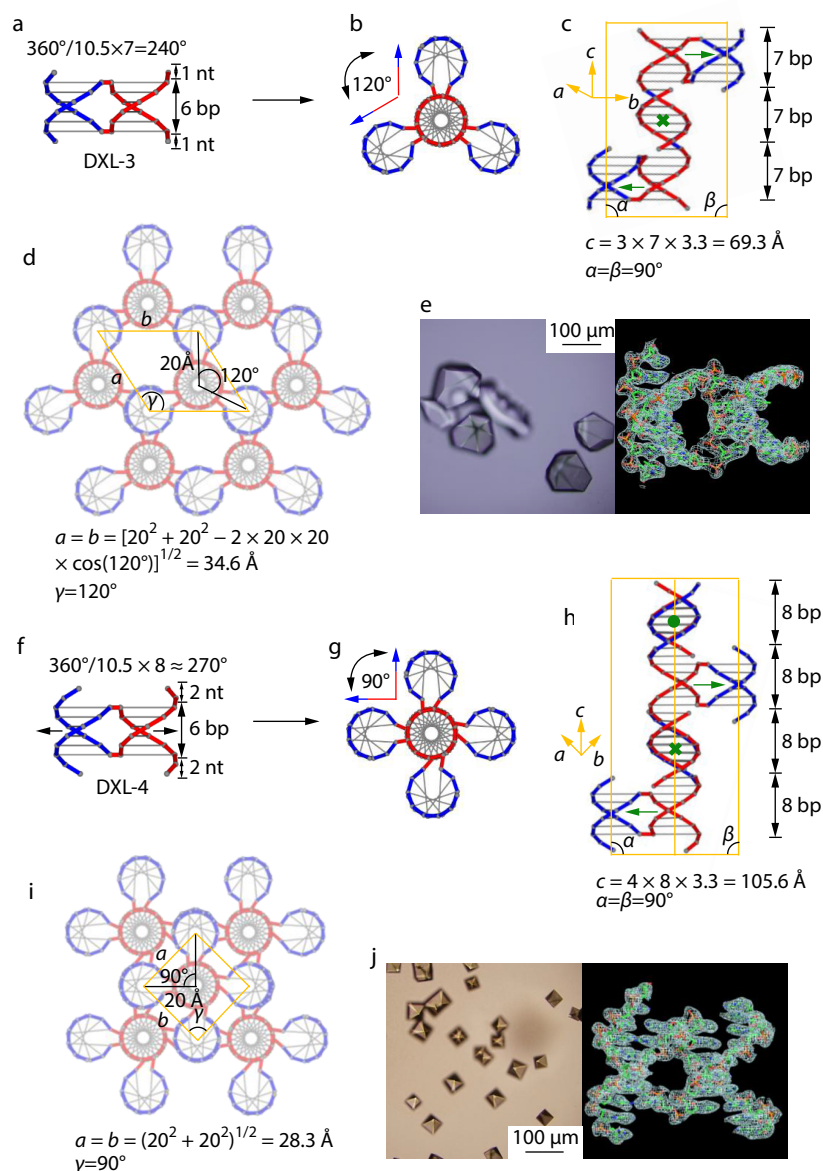 a
360°/10.5×7=240°
1 nt
6 bp
1 nt
DXL-3
b
120°
c
c
a
b
α
β
7 bp
7 bp
7 bp
c = 3 × 7 × 3.3 = 69.3 Å
α=β=90°
d
b
20Å
120°
a
γ
a = b = [20² + 20² − 2 × 20 × 20
× cos(120°)]^1/2 = 34.6 Å
γ=120°
e
100 µm
f
360°/10.5 × 8 ≈ 270°
2 nt
6 bp
2 nt
DXL-4
g
90°
h
c
a
b
α
β
8 bp
8 bp
8 bp
8 bp
c = 4 × 8 × 3.3 = 105.6 Å
α=β=90°
i
a
90°
20 Å
b
γ
a = b = (20² + 20²)^1/2 = 28.3 Å
γ=90°
j
100 µm